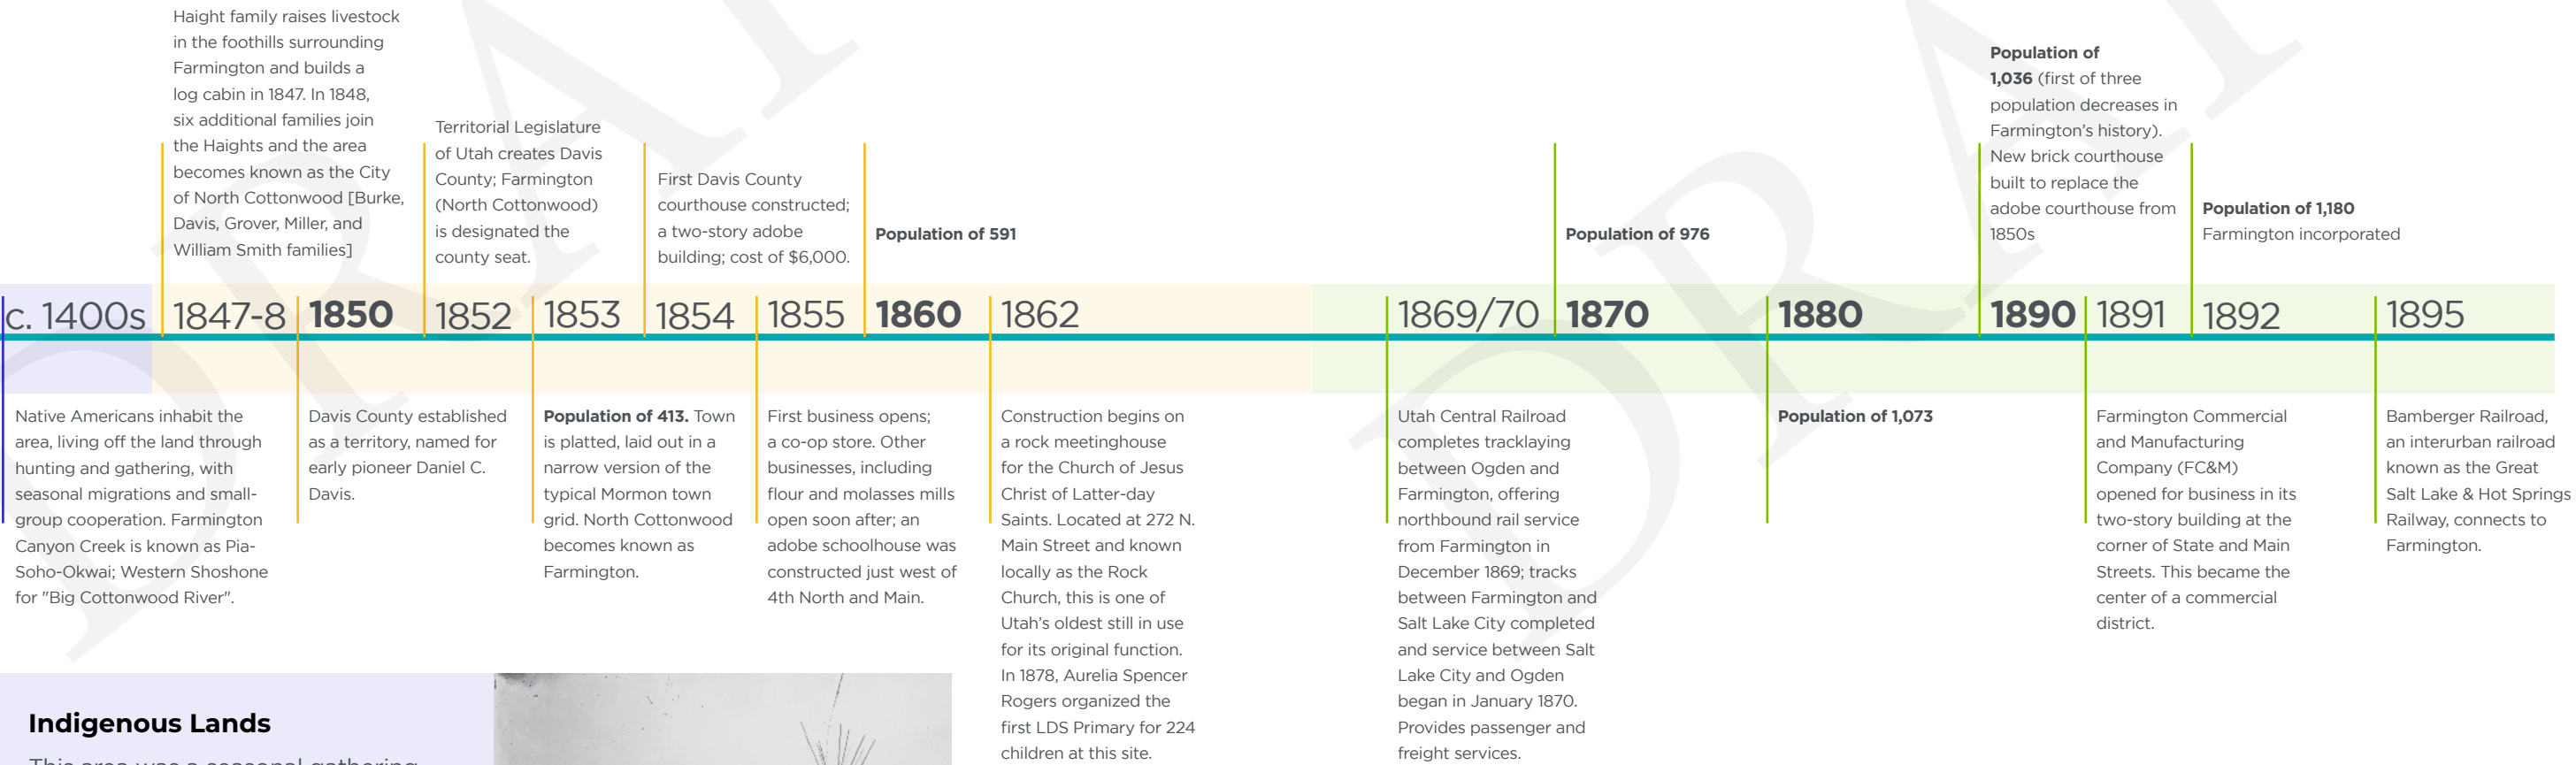 Haight family raises livestock
in the foothills surrounding
Farmington and builds a
log cabin in 1847. In 1848,
six additional families join
the Haights and the area
becomes known as the City
of North Cottonwood [Burke,
Davis, Grover, Miller, and
William Smith families]
Territorial Legislature
of Utah creates Davis
County; Farmington
(North Cottonwood)
is designated the
county seat.
First Davis County
courthouse constructed;
a two-story adobe
building; cost of $6,000.
Population of 591
Population of 976
Population of
1,036 (first of three
population decreases in
Farmington's history).
New brick courthouse
built to replace the
adobe courthouse from
1850s
Population of 1,180
Farmington incorporated
c. 1400s 1847-8 1850 1852 1853 1854 1855 1860 1862 1869/70 1870 1880 1890 1891 1892 1895
Native Americans inhabit the
area, living off the land through
hunting and gathering, with
seasonal migrations and small-
group cooperation. Farmington
Canyon Creek is known as Pia-
Soho-Okwai; Western Shoshone
for "Big Cottonwood River".
Davis County established
as a territory, named for
early pioneer Daniel C.
Davis.
Population of 413. Town
is platted, laid out in a
narrow version of the
typical Mormon town
grid. North Cottonwood
becomes known as
Farmington.
First business opens;
a co-op store. Other
businesses, including
flour and molasses mills
open soon after; an
adobe schoolhouse was
constructed just west of
4th North and Main.
Construction begins on
a rock meetinghouse
for the Church of Jesus
Christ of Latter-day
Saints. Located at 272 N.
Main Street and known
locally as the Rock
Church, this is one of
Utah's oldest still in use
for its original function.
In 1878, Aurelia Spencer
Rogers organized the
first LDS Primary for 224
children at this site.
Utah Central Railroad
completes tracklaying
between Ogden and
Farmington, offering
northbound rail service
from Farmington in
December 1869; tracks
between Farmington and
Salt Lake City completed
and service between Salt
Lake City and Ogden
began in January 1870.
Provides passenger and
freight services.
Population of 1,073
Farmington Commercial
and Manufacturing
Company (FC&M)
opened for business in its
two-story building at the
corner of State and Main
Streets. This became the
center of a commercial
district.
Bamberger Railroad,
an interurban railroad
known as the Great
Salt Lake & Hot Springs
Railway, connects to
Farmington.
Indigenous Lands
This area was a seasonal gathering
DRAF
DRAF